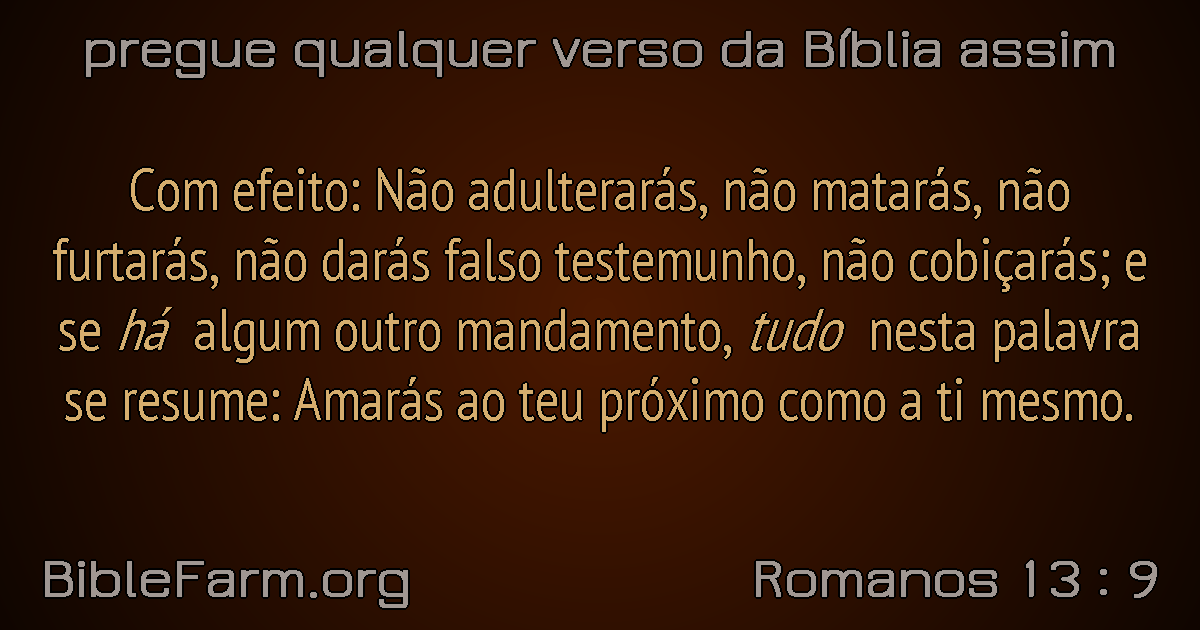 pregue qualquer verso da Bíblia assim
Com efeito: Não adulterarás, não matarás, não
furtarás, não darás falso testemunho, não cobiçarás; e
se há algum outro mandamento, tudo nesta palavra
se resume: Amarás ao teu próximo como a ti mesmo.
BibleFarm.org
Romanos 13 : 9